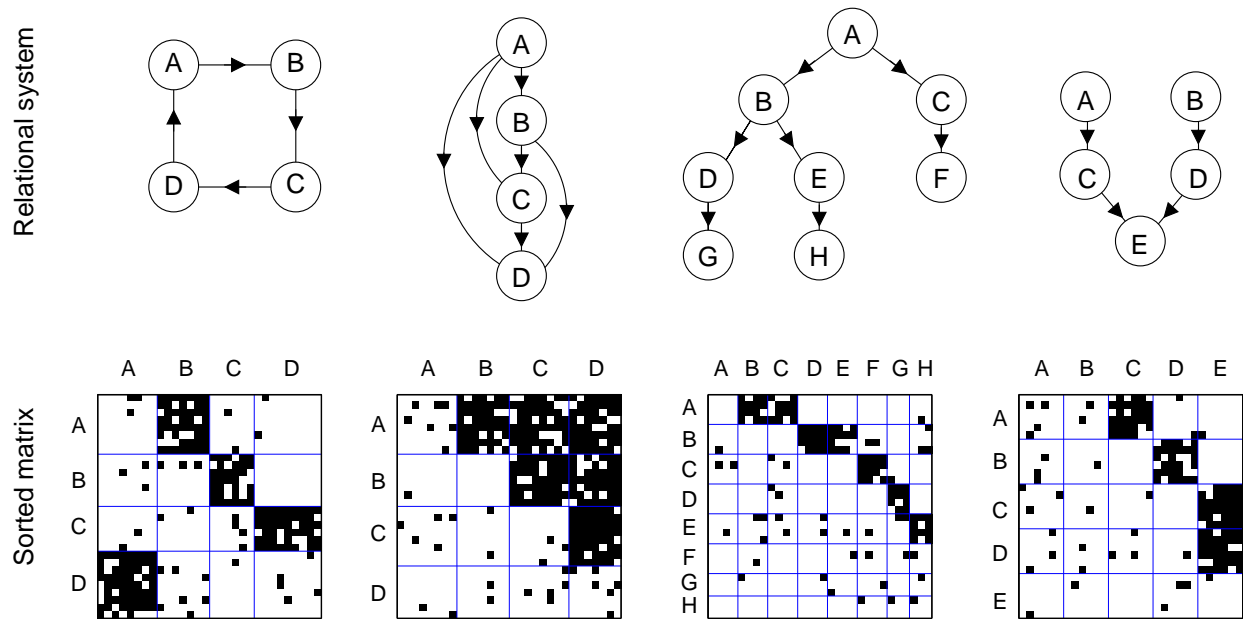 Relational system
A B
D C
A
B
C
D
A
B C
D E F
G H
A B
C D
E
Sorted matrix
A B C D
A
B
C
D
A B C D
A
B
C
D
A B C D E F G H
A
B
C
D
E
F
G
H
A B C D E
A
B
C
D
E